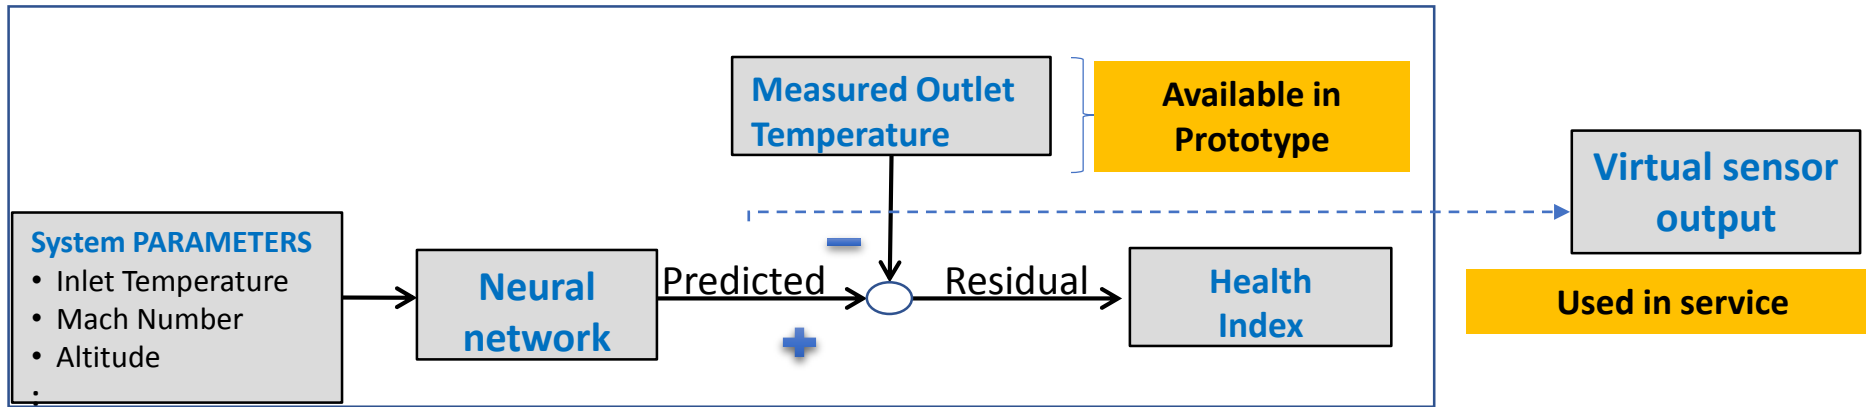 Measured Outlet
Temperature
Available in
Prototype
Virtual sensor
output
System PARAMETERS
• Inlet Temperature
• Mach Number
• Altitude
:
Neural
network
Predicted
−
+
Residual
Health
Index
Used in service